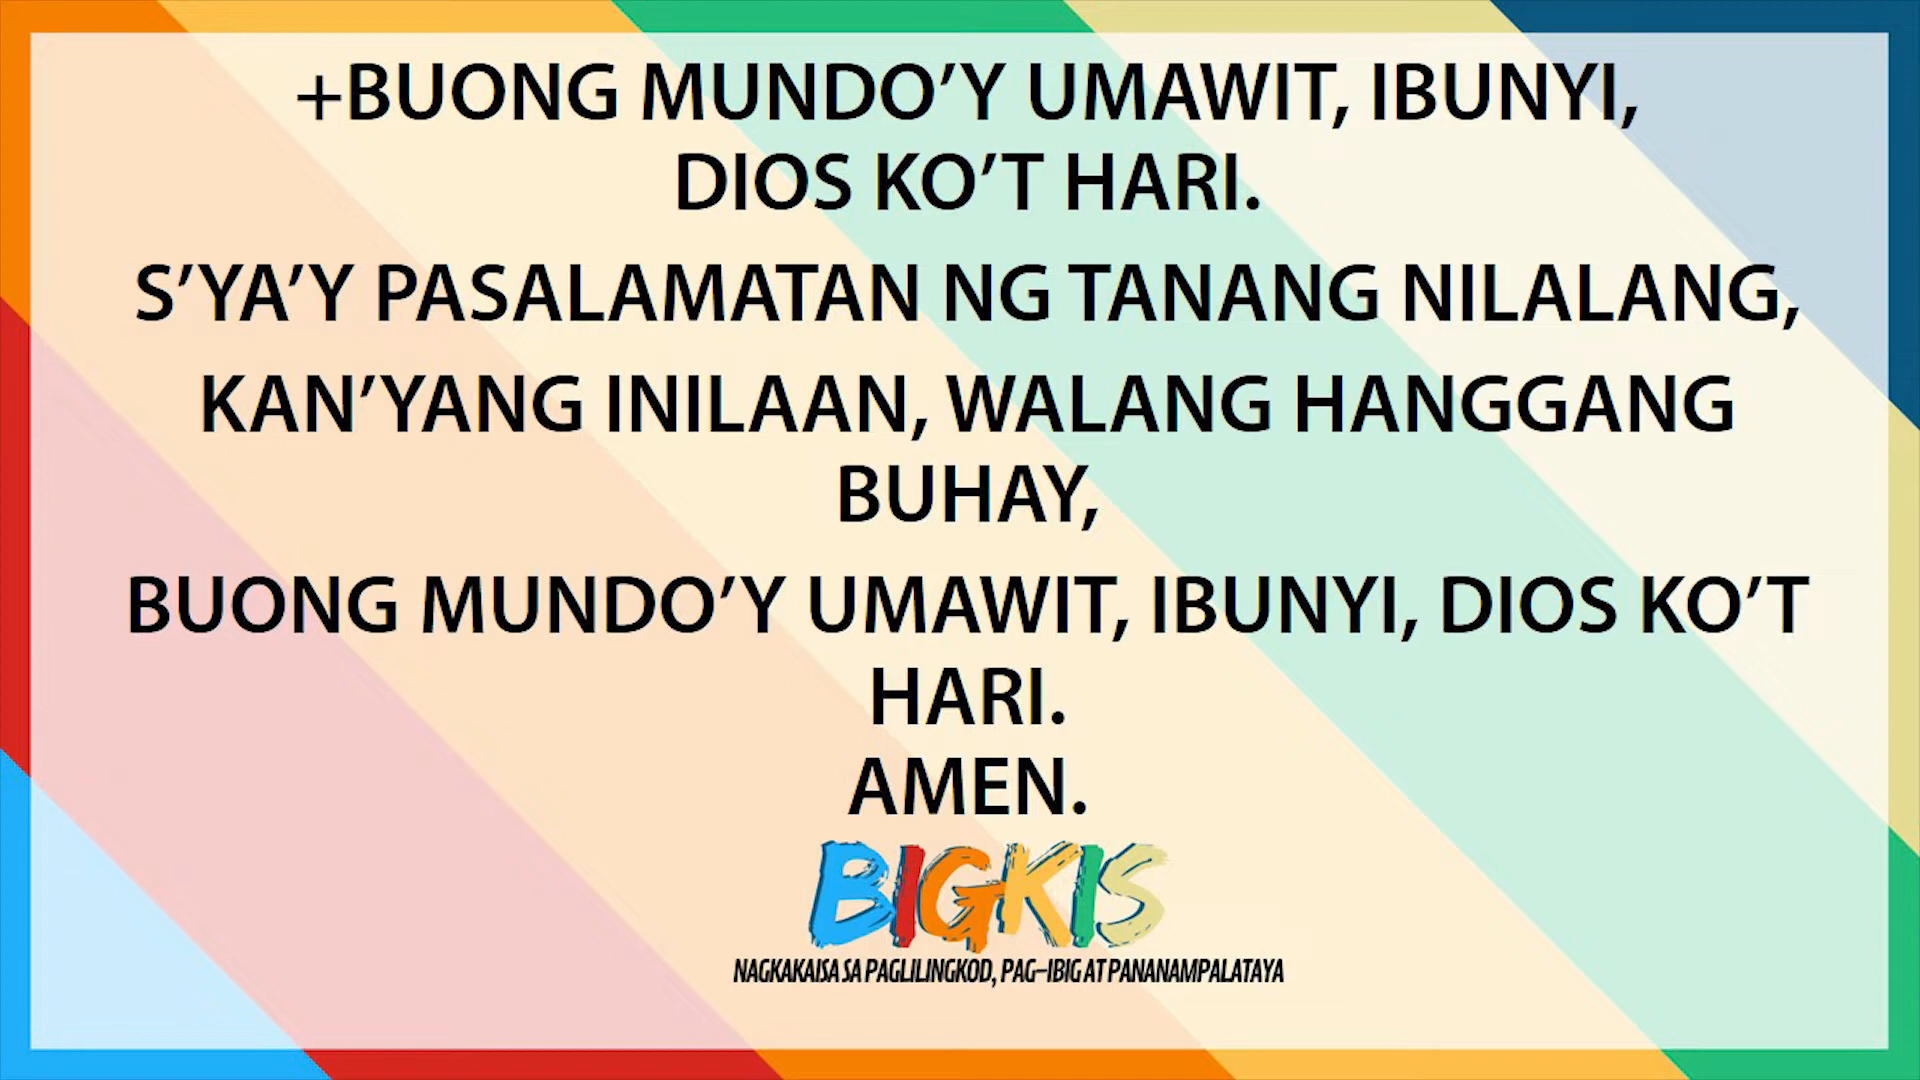 +BUONG MUNDO’Y UMAWIT, IBUNYI,
DIOS KO’T HARI.
S’YA’Y PASALAMATAN NG TANANG NILALANG,
KAN’YANG INILAAN, WALANG HANGGANG
BUHAY,
BUONG MUNDO’Y UMAWIT, IBUNYI, DIOS KO’T
HARI.
AMEN.
BIGKIS
NAGKAKAISA SA PAGLILINGKOD, PAG-IBIG AT PANANAMPALATAYA